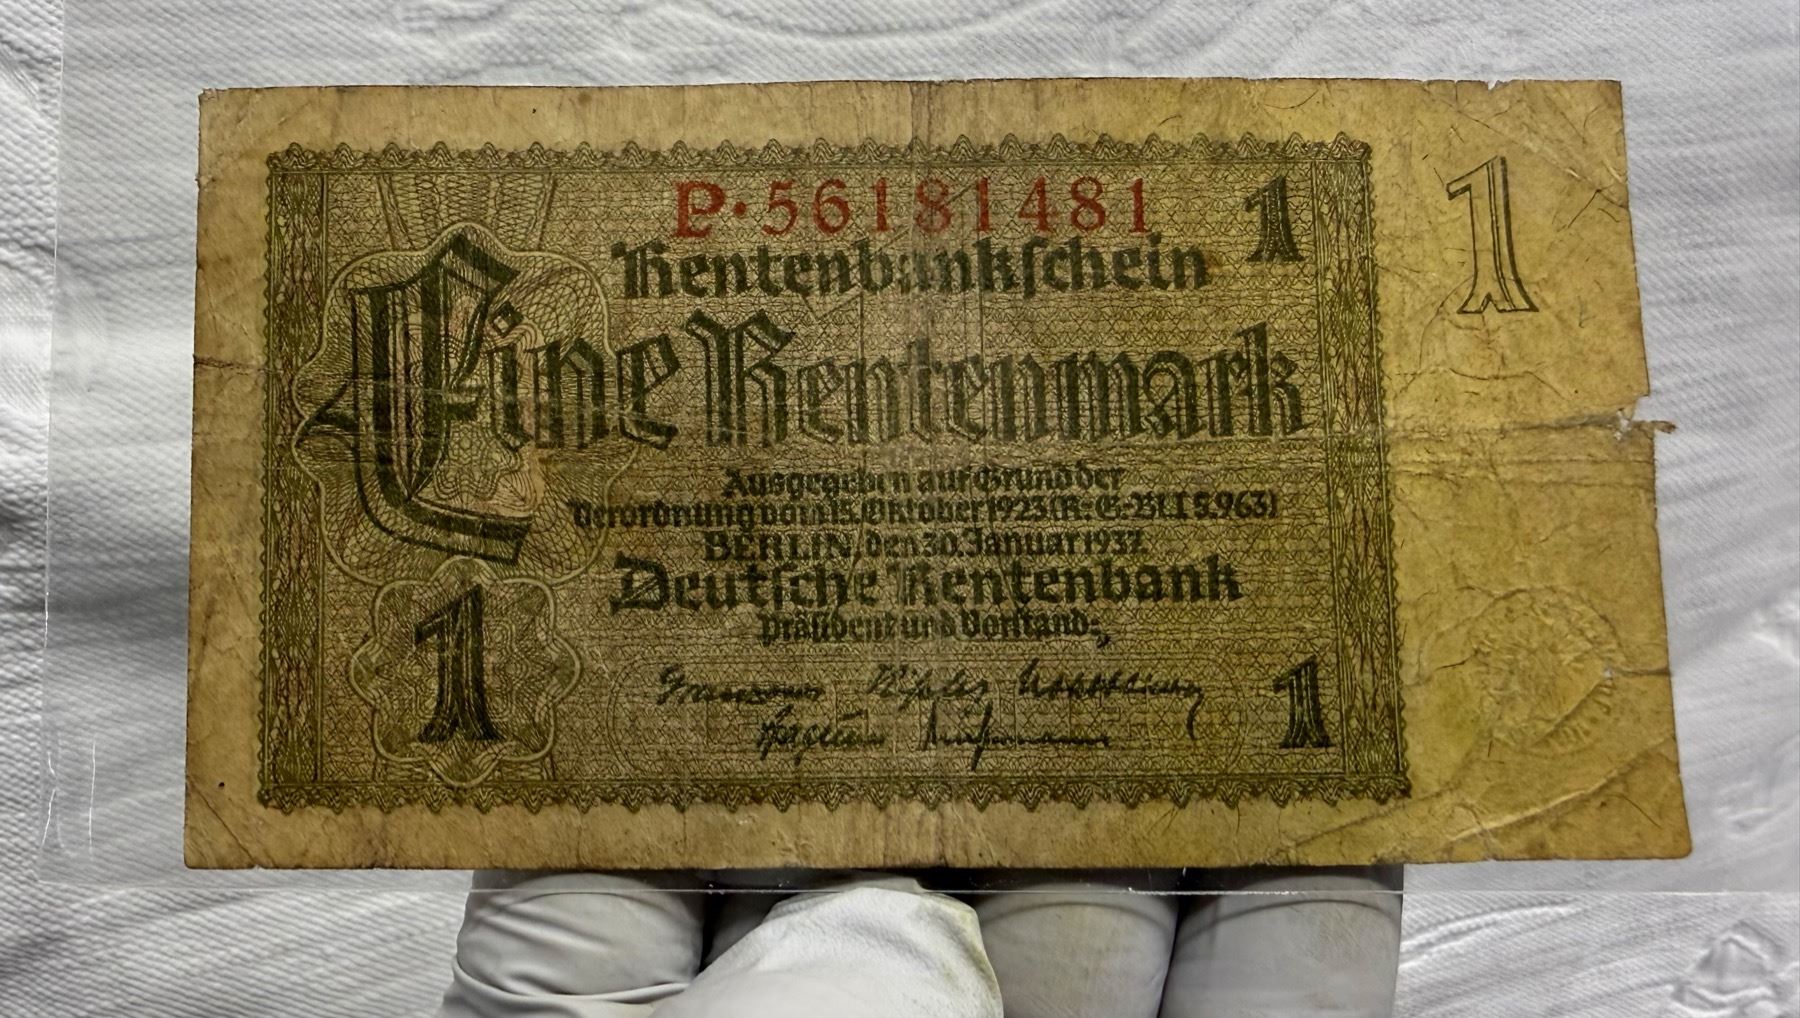 P·56181481
1
1
Rentenbankschein
Eine Rentenmark
Ausgegeben auf Grund der
Verordnung vom 15. Oktober 1923 (R-G-Bl. I S. 963)
BERLIN, den 30. Januar 1937.
Deutsche Rentenbank
Präsident und Vorstand:
1
1